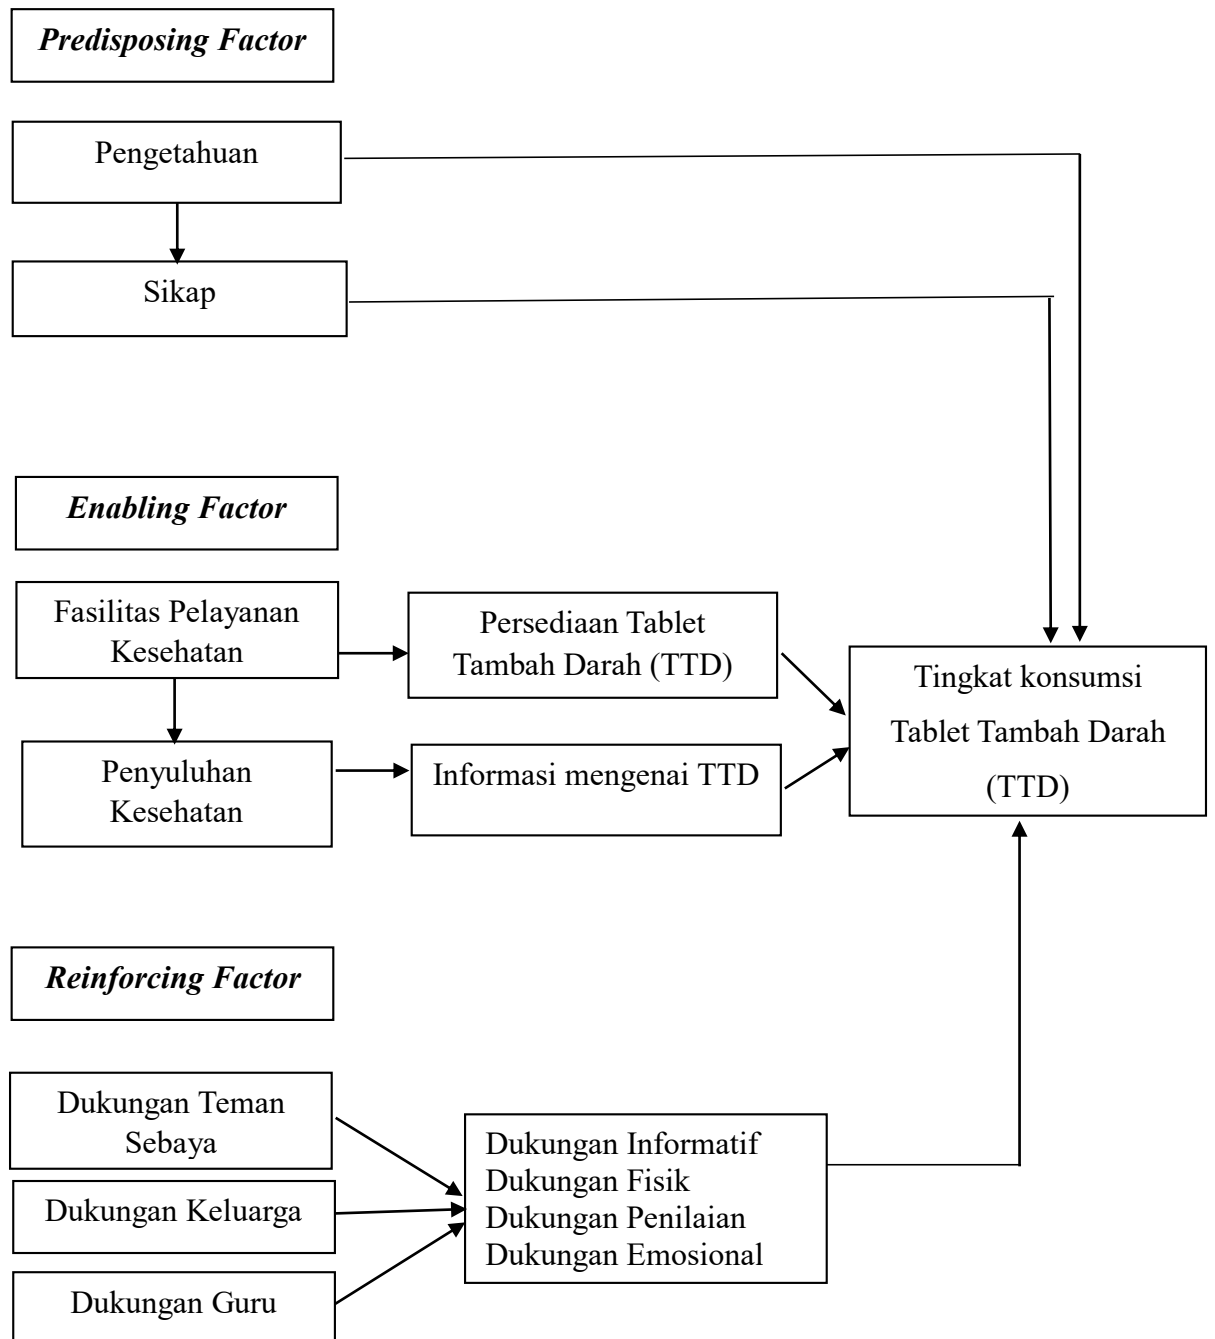 Predisposing Factor
Pengetahuan
Sikap
Enabling Factor
Fasilitas Pelayanan
Kesehatan
Persediaan Tablet
Tambah Darah (TTD)
Tingkat konsumsi
Tablet Tambah Darah
(TTD)
Penyuluhan
Kesehatan
Informasi mengenai TTD
Reinforcing Factor
Dukungan Teman
Sebaya
Dukungan Keluarga
Dukungan Guru
Dukungan Informatif
Dukungan Fisik
Dukungan Penilaian
Dukungan Emosional